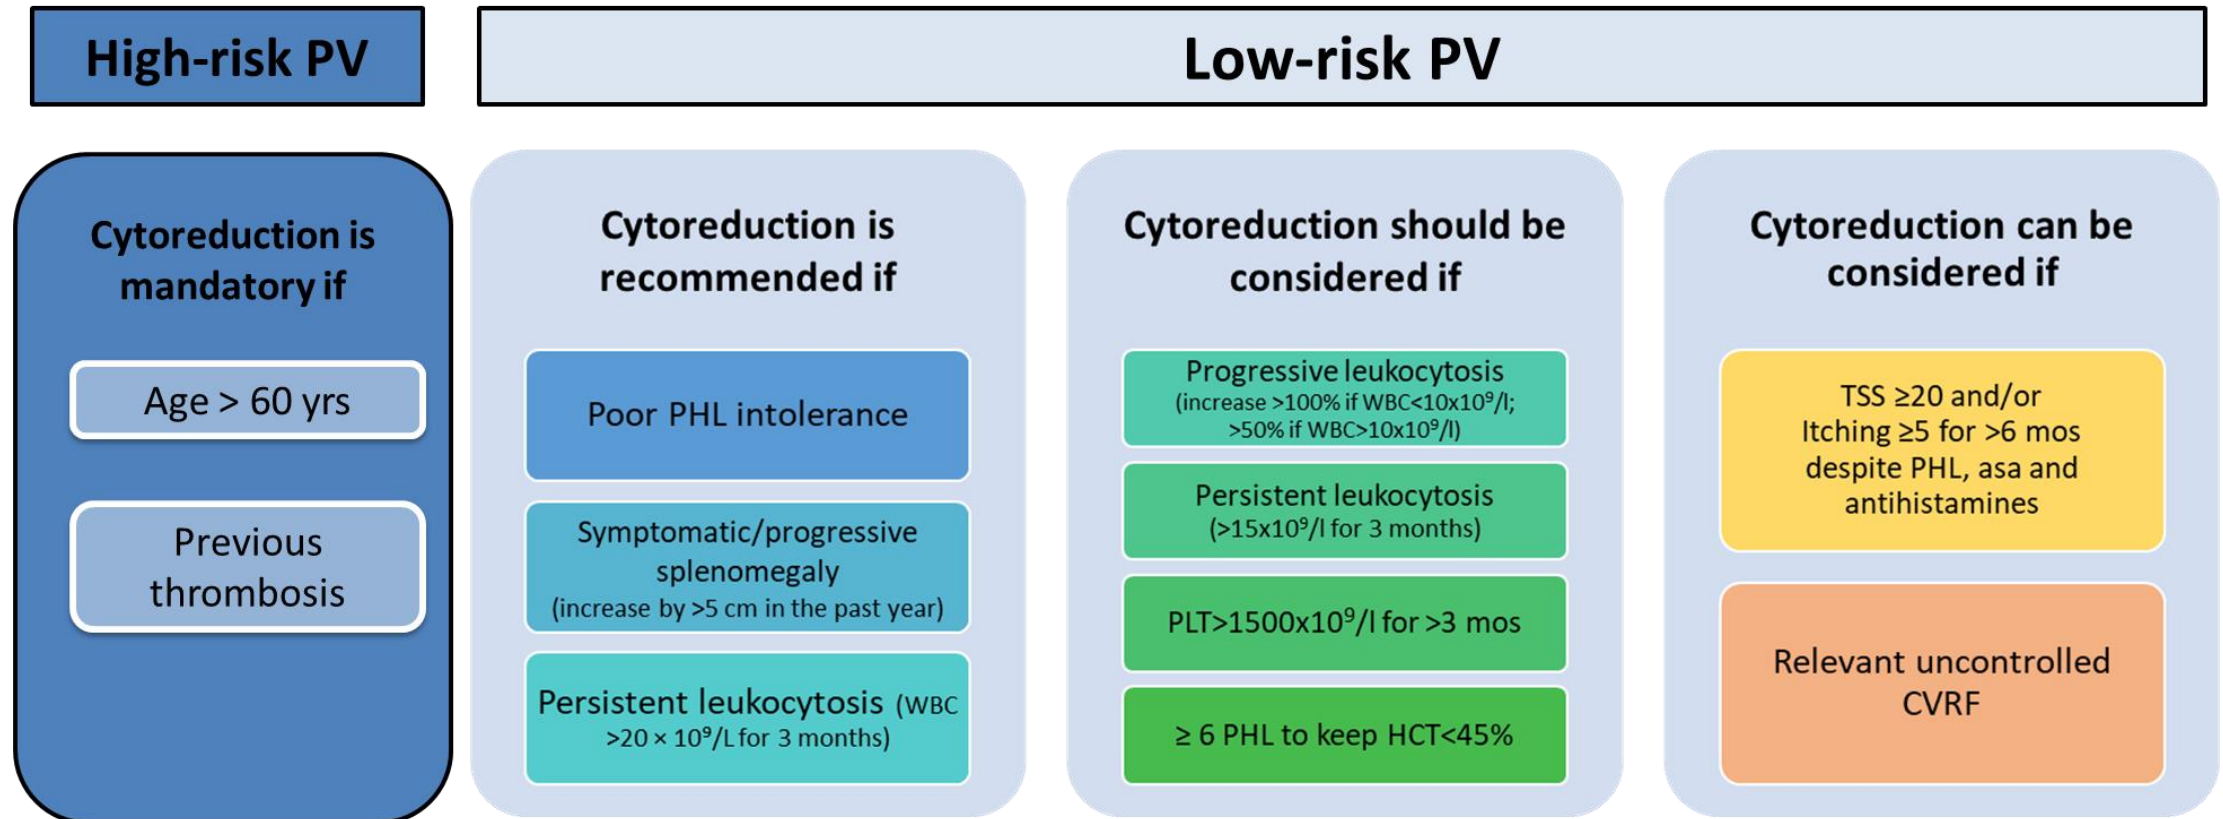 High-risk PV
Low-risk PV
Cytoreduction is
mandatory if
Age > 60 yrs
Previous
thrombosis
Cytoreduction is
recommended if
Poor PHL intolerance
Symptomatic/progressive
splenomegaly
(increase by >5 cm in the past year)
Persistent leukocytosis (WBC
>20 × 10⁹/L for 3 months)
Cytoreduction should be
considered if
Progressive leukocytosis
(increase >100% if WBC<10x10⁹/l;
>50% if WBC>10x10⁹/l)
Persistent leukocytosis
(>15x10⁹/l for 3 months)
PLT>1500x10⁹/l for >3 mos
≥ 6 PHL to keep HCT<45%
Cytoreduction can be
considered if
TSS ≥20 and/or
Itching ≥5 for >6 mos
despite PHL, asa and
antihistamines
Relevant uncontrolled
CVRF